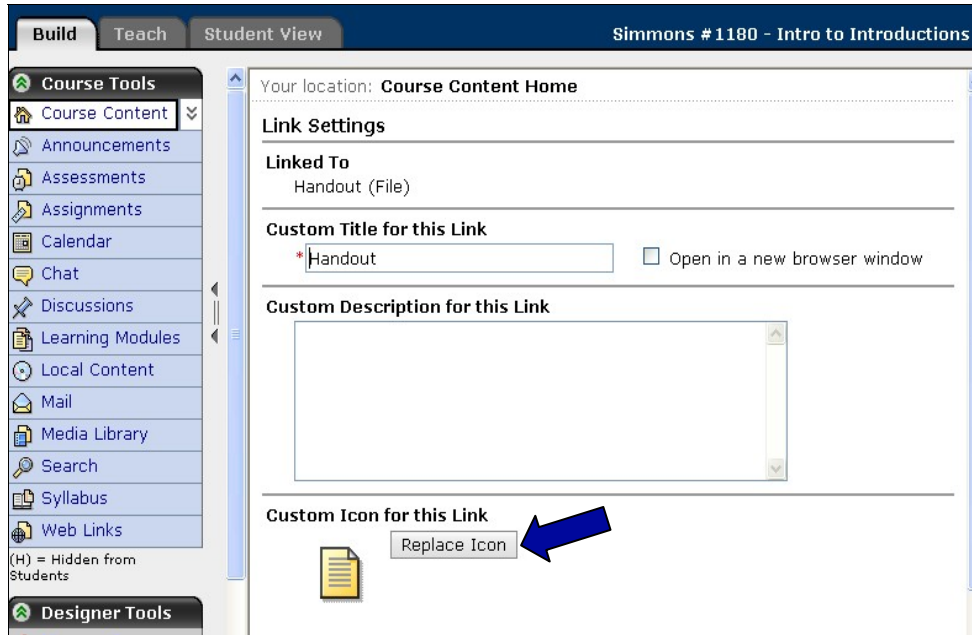 Build Teach Student View Simmons #1180 - Intro to Introductions
Course Tools
Course Content
Announcements
Assessments
Assignments
Calendar
Chat
Discussions
Learning Modules
Local Content
Mail
Media Library
Search
Syllabus
Web Links
(H) = Hidden from
Students
Designer Tools
Your location: Course Content Home
Link Settings
Linked To
Handout (File)
Custom Title for this Link
*Handout Open in a new browser window
Custom Description for this Link
Custom Icon for this Link
Replace Icon